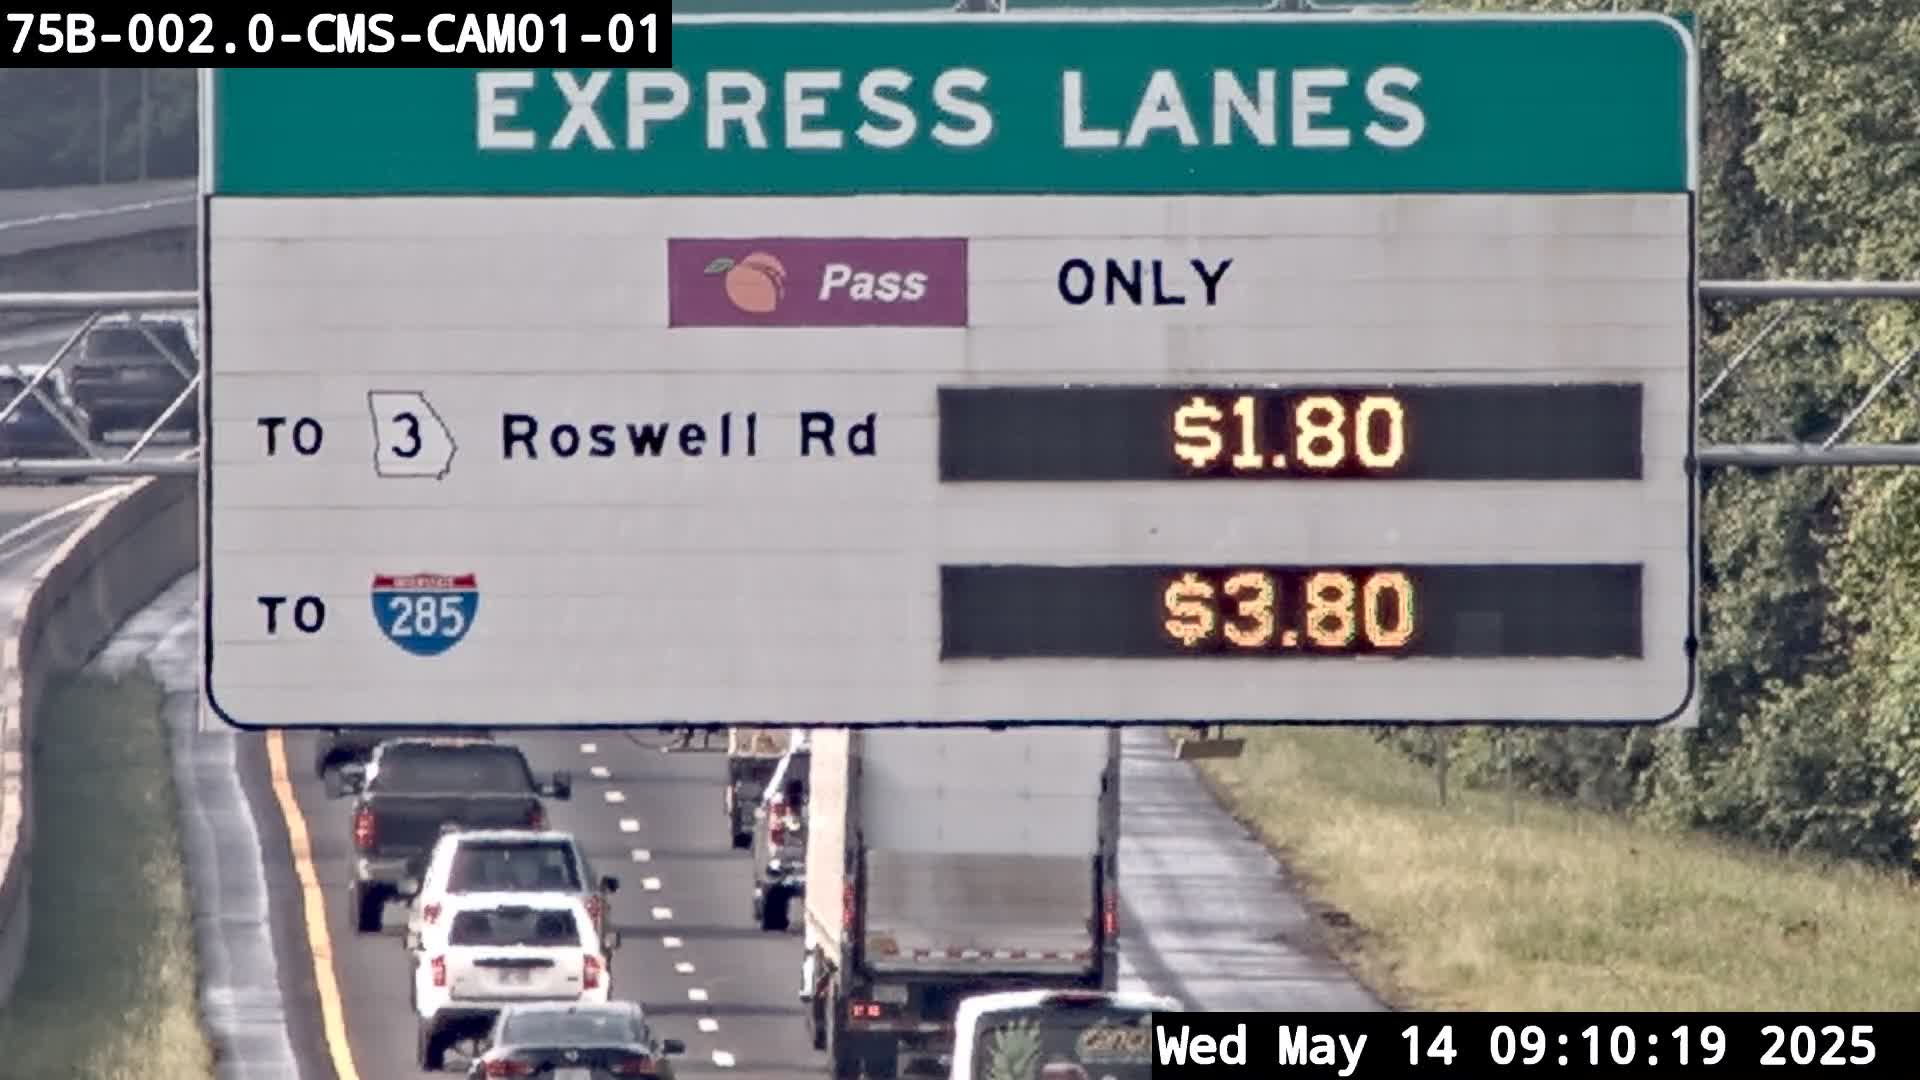 75B-002.0-CMS-CAM01-01
EXPRESS LANES
Pass ONLY
TO 3 Roswell Rd $1.80
INTERSTATE
TO 285 $3.80
Wed May 14 09:10:19 2025